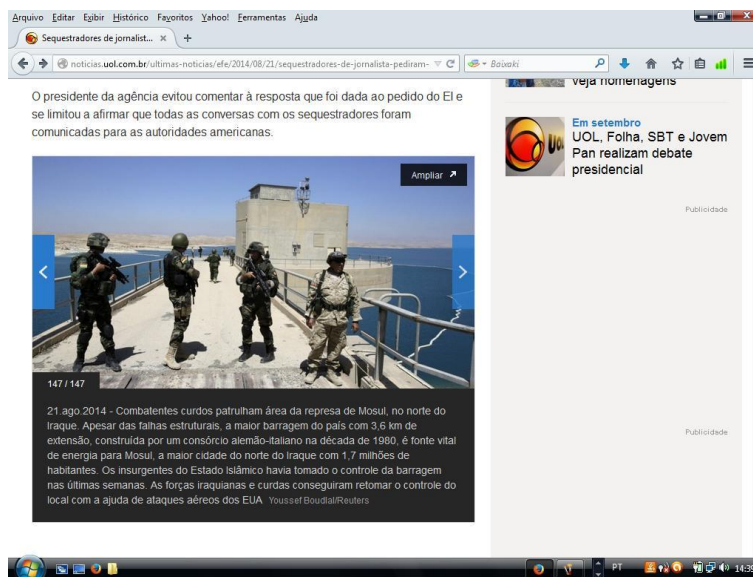 Arquivo Editar Exibir Histórico Favoritos Yahoo! Ferramentas Ajuda
Sequestradores de jornalist...
noticias.uol.com.br/ultimas-noticias/efe/2014/08/21/sequestradores-de-jornalista-pediram-
Baixaki
O presidente da agência evitou comentar à resposta que foi dada ao pedido do EI e
se limitou a afirmar que todas as conversas com os sequestradores foram
comunicadas para as autoridades americanas.
Ampliar
147 / 147
21.ago.2014 - Combatentes curdos patrulham área da represa de Mosul, no norte do
Iraque. Apesar das falhas estruturais, a maior barragem do país com 3,6 km de
extensão, construída por um consórcio alemão-italiano na década de 1980, é fonte vital
de energia para Mosul, a maior cidade do norte do Iraque com 1,7 milhões de
habitantes. Os insurgentes do Estado Islâmico havia tomado o controle da barragem
nas últimas semanas. As forças iraquianas e curdas conseguiram retomar o controle do
local com a ajuda de ataques aéreos dos EUA Youssef Boudlal/Reuters
veja homenagens
Em setembro
UOL, Folha, SBT e Jovem
Pan realizam debate
presidencial
Publicidade
Publicidade
PT